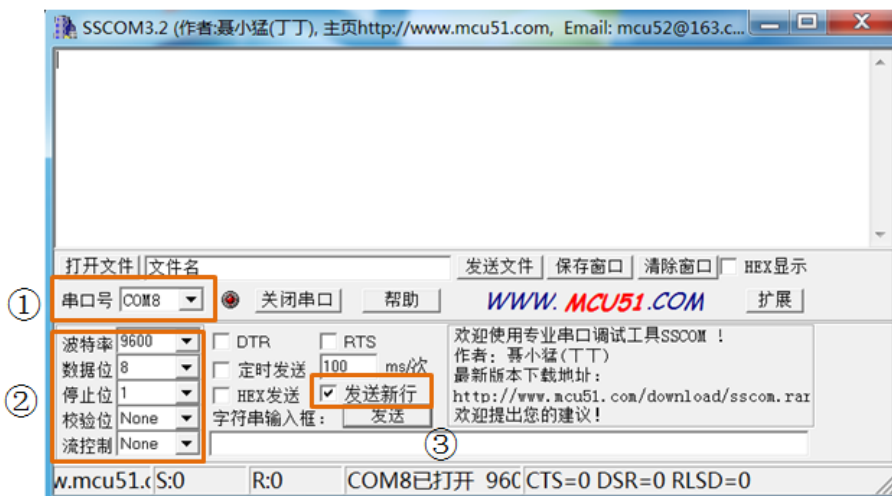 SSCOM3.2 (作者:聂小猛(丁丁), 主页http://www.mcu51.com, Email: mcu52@163.c...
打开文件 文件名 发送文件 保存窗口 清除窗口 HEX显示
① 串口号 COM8 关闭串口 帮助 WWW. MCU51 .COM 扩展
波特率 9600 DTR RTS
数据位 8 定时发送 100 ms/次
② 停止位 1 HEX发送 发送新行
校验位 None 字符串输入框: 发送
流控制 None ③
欢迎使用专业串口调试工具SSCOM !
作者: 聂小猛(丁丁)
最新版本下载地址:
http://www.mcu51.com/download/sscom.rar
欢迎提出您的建议!
w.mcu51.c S:0 R:0 COM8已打开 960 CTS=0 DSR=0 RLSD=0